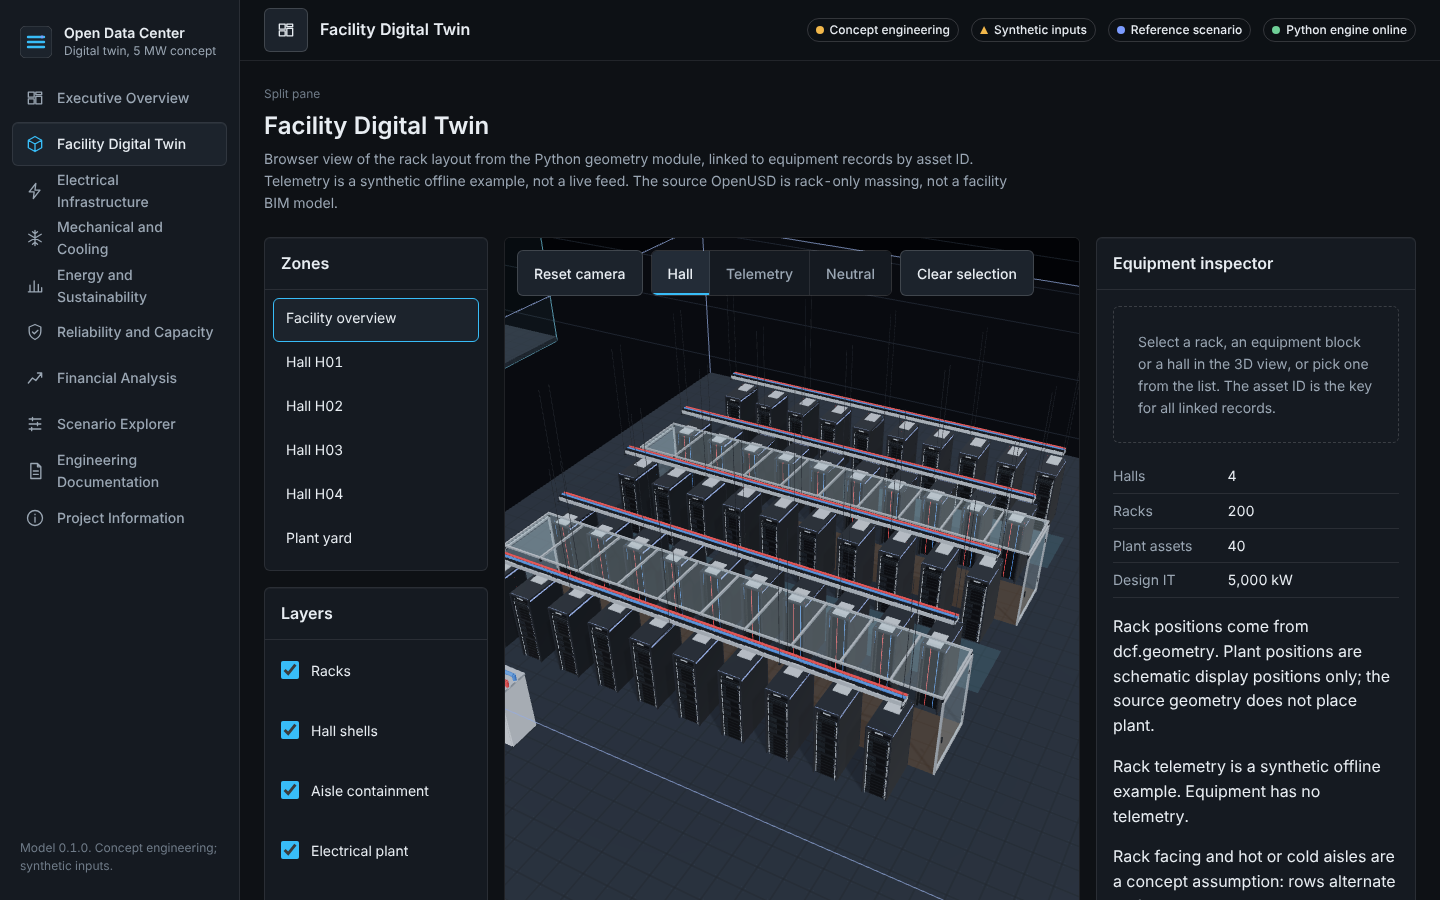 Open Data Center
Digital twin, 5 MW concept
Executive Overview
Facility Digital Twin
Electrical
Infrastructure
Mechanical and
Cooling
Energy and
Sustainability
Reliability and Capacity
Financial Analysis
Scenario Explorer
Engineering
Documentation
Project Information
Model 0.1.0. Concept engineering;
synthetic inputs.
Facility Digital Twin
Concept engineering
Synthetic inputs
Reference scenario
Python engine online
Split pane
Facility Digital Twin
Browser view of the rack layout from the Python geometry module, linked to equipment records by asset ID.
Telemetry is a synthetic offline example, not a live feed. The source OpenUSD is rack-only massing, not a facility
BIM model.
Zones
Facility overview
Hall H01
Hall H02
Hall H03
Hall H04
Plant yard
Layers
Racks
Hall shells
Aisle containment
Electrical plant
Reset camera
Hall
Telemetry
Neutral
Clear selection
Equipment inspector
Select a rack, an equipment block
or a hall in the 3D view, or pick one
from the list. The asset ID is the key
for all linked records.
Halls 4
Racks 200
Plant assets 40
Design IT 5,000 kW
Rack positions come from
dcf.geometry. Plant positions are
schematic display positions only; the
source geometry does not place
plant.
Rack telemetry is a synthetic offline
example. Equipment has no
telemetry.
Rack facing and hot or cold aisles are
a concept assumption: rows alternate